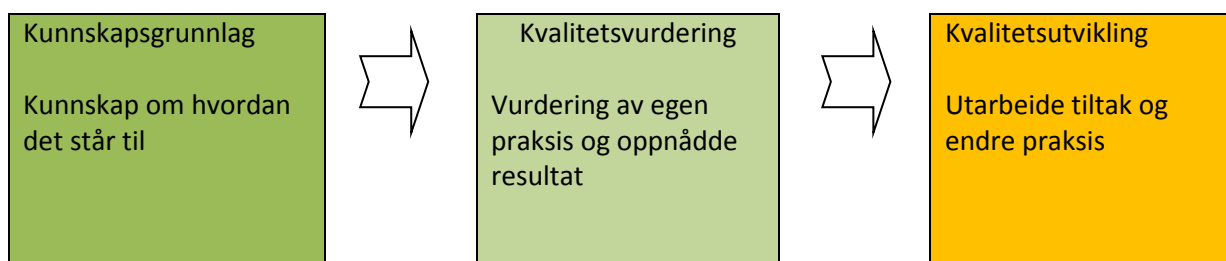 Kunnskapsgrunnlag
Kunnskap om hvordan
det står til
Kvalitetsvurdering
Vurdering av egen
praksis og oppnådde
resultat
Kvalitetsutvikling
Utarbeide tiltak og
endre praksis